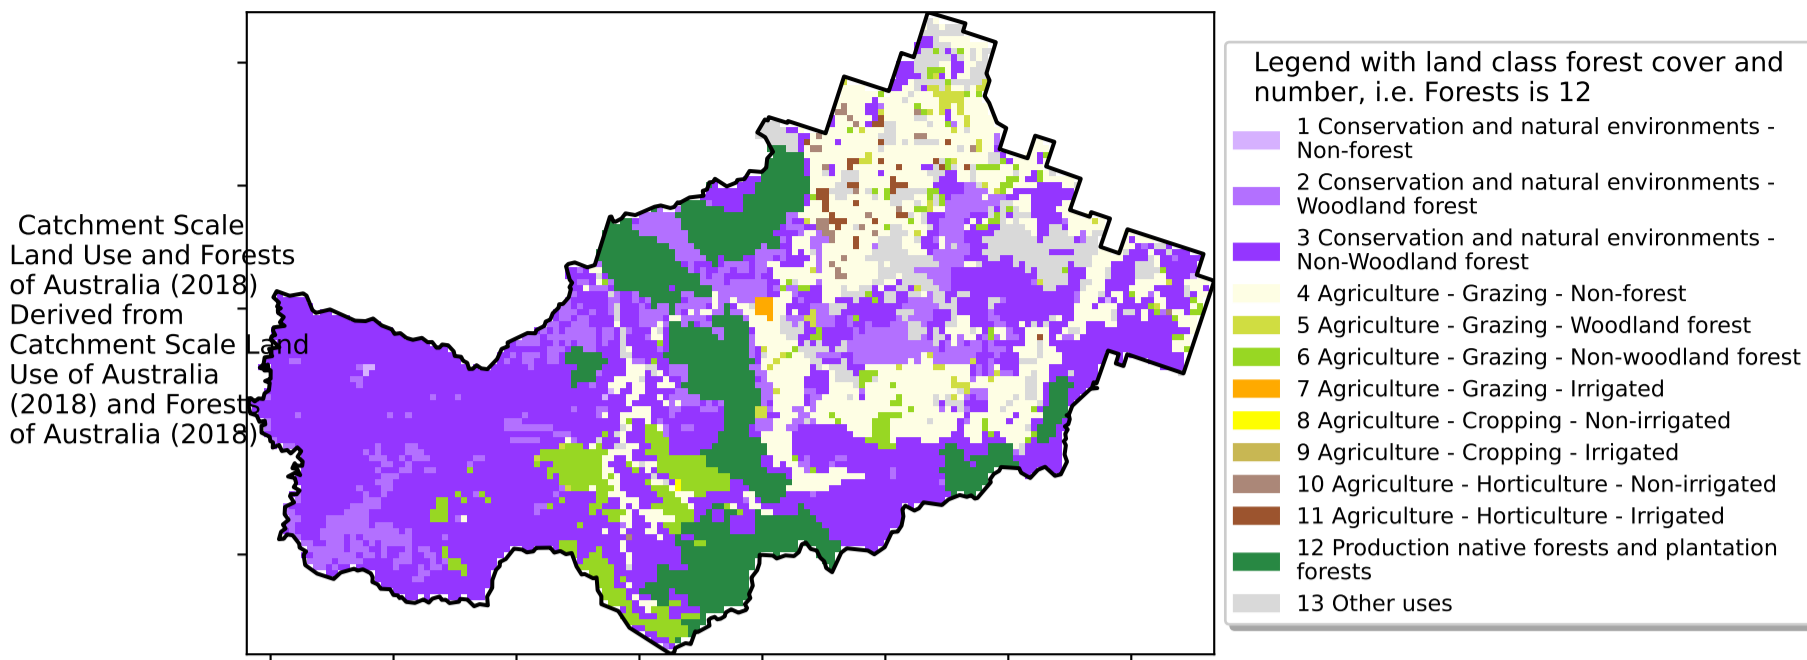 Catchment Scale
Land Use and Forests
of Australia (2018)
Derived from
Catchment Scale Land
Use of Australia
(2018) and Forests
of Australia (2018)
Legend with land class forest cover and
number, i.e. Forests is 12
1 Conservation and natural environments -
Non-forest
2 Conservation and natural environments -
Woodland forest
3 Conservation and natural environments -
Non-Woodland forest
4 Agriculture - Grazing - Non-forest
5 Agriculture - Grazing - Woodland forest
6 Agriculture - Grazing - Non-woodland forest
7 Agriculture - Grazing - Irrigated
8 Agriculture - Cropping - Non-irrigated
9 Agriculture - Cropping - Irrigated
10 Agriculture - Horticulture - Non-irrigated
11 Agriculture - Horticulture - Irrigated
12 Production native forests and plantation
forests
13 Other uses